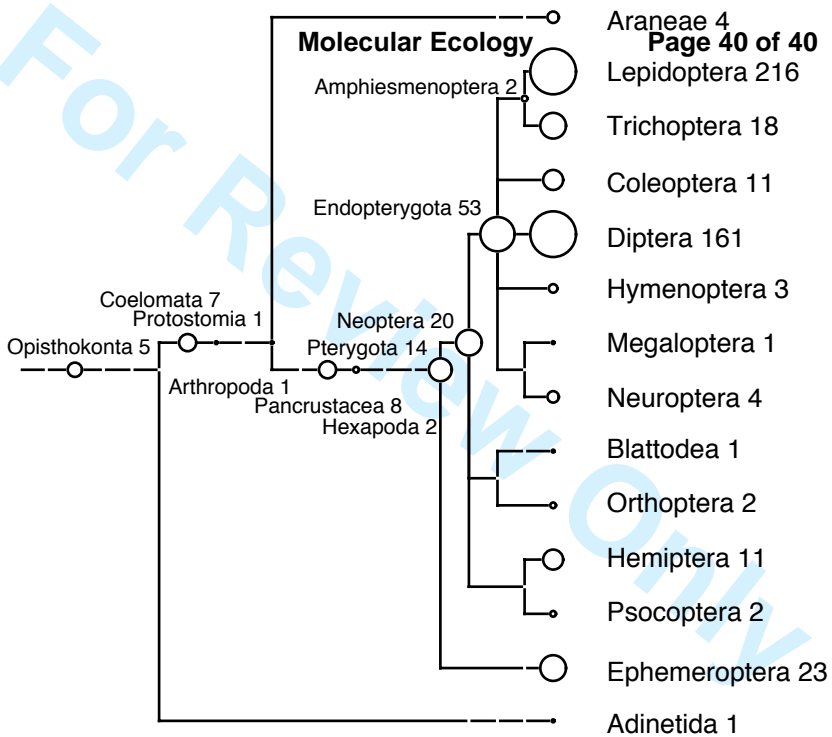 Araneae 4
Molecular Ecology
Page 40 of 40
Amphiesmenoptera 2
Lepidoptera 216
Trichoptera 18
Coleoptera 11
Endopterygota 53
Diptera 161
Hymenoptera 3
Coelomata 7
Protostomia 1
Neoptera 20
Opisthokonta 5
Pterygota 14
Megaloptera 1
Arthropoda 1
Pancrustacea 8
Hexapoda 2
Neuroptera 4
Blattodea 1
Orthoptera 2
Hemiptera 11
Psocoptera 2
Ephemeroptera 23
Adinetida 1
For Review Only